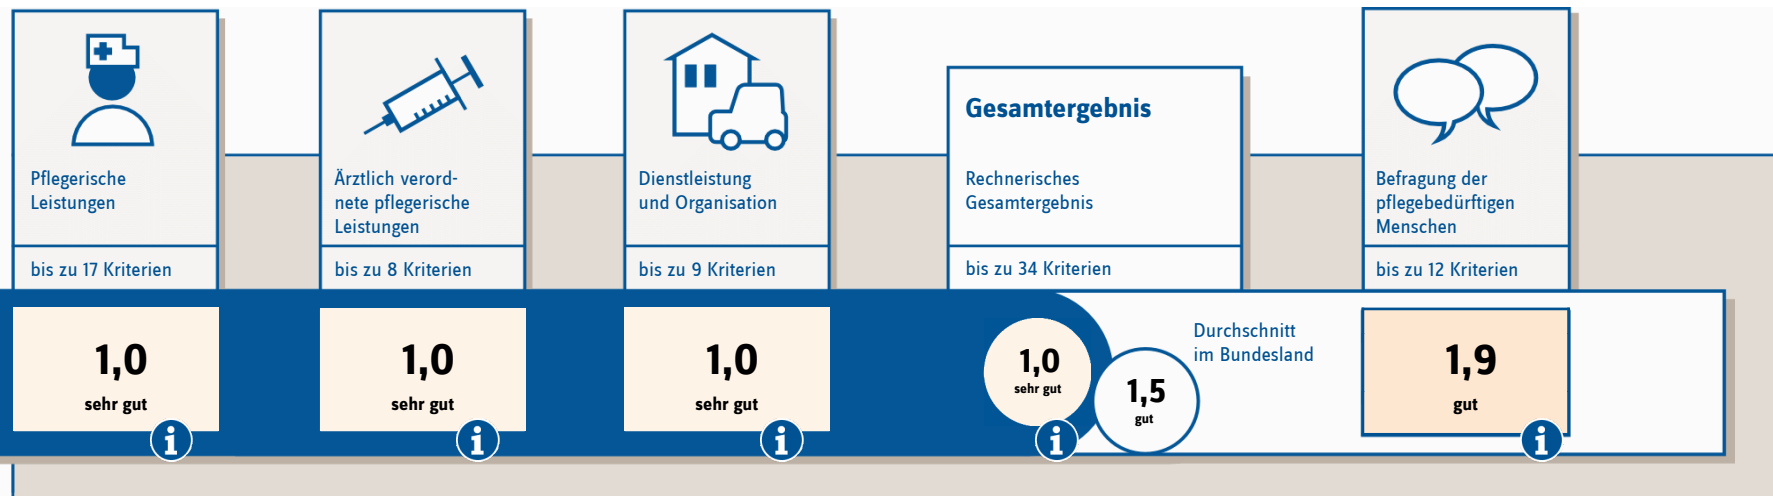 Pflegerische
Leistungen
bis zu 17 Kriterien
1,0
sehr gut
i
Ärztlich verord-
nete pflegerische
Leistungen
bis zu 8 Kriterien
1,0
sehr gut
i
Dienstleistung
und Organisation
bis zu 9 Kriterien
1,0
sehr gut
i
Gesamtergebnis
Rechnerisches
Gesamtergebnis
bis zu 34 Kriterien
1,0
sehr gut
i
1,5
gut
Durchschnitt
im Bundesland
Befragung der
pflegebedürftigen
Menschen
bis zu 12 Kriterien
1,9
gut
i